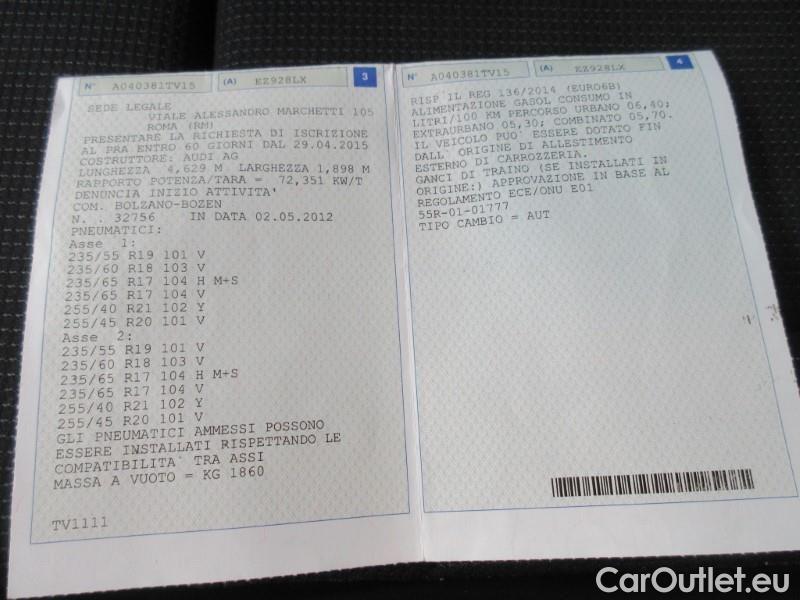 N° A040381TV15 (A) EZ928LX 3
SEDE LEGALE
VIALE ALESSANDRO MARCHETTI 105
ROMA (RM)
PRESENTARE LA RICHIESTA DI ISCRIZIONE
AL PRA ENTRO 60 GIORNI DAL 29.04.2015
COSTRUTTORE: AUDI AG
LUNGHEZZA 4,629 M LARGHEZZA 1,898 M
RAPPORTO POTENZA/TARA = 72,351 KW/T
DENUNCIA INIZIO ATTIVITA'
COM. BOLZANO-BOZEN
N. . 32756 IN DATA 02.05.2012
PNEUMATICI:
Asse 1:
235/55 R19 101 V
235/60 R18 103 V
235/65 R17 104 H M+S
235/65 R17 104 V
255/40 R21 102 Y
255/45 R20 101 V
Asse 2:
235/55 R19 101 V
235/60 R18 103 V
235/65 R17 104 H M+S
235/65 R17 104 V
255/40 R21 102 Y
255/45 R20 101 V
GLI PNEUMATICI AMMESSI POSSONO
ESSERE INSTALLATI RISPETTANDO LE
COMPATIBILITA` TRA ASSI
MASSA A VUOTO = KG 1860
TV1111
N° A040381TV15 (A) EZ928LX 4
RISP IL REG 136/2014 (EURO6B)
ALIMENTAZIONE GASOL CONSUMO IN
LITRI/100 KM PERCORSO URBANO 06,40;
EXTRAURBANO 05,30; COMBINATO 05,70.
IL VEICOLO PUO' ESSERE DOTATO FIN
DALL' ORIGINE DI ALLESTIMENTO
ESTERNO DI CARROZZERIA.
GANCI DI TRAINO (SE INSTALLATI IN
ORIGINE:) APPROVAZIONE IN BASE AL
REGOLAMENTO ECE/ONU E01
55R-01-01777
TIPO CAMBIO = AUT
CarOutlet.eu